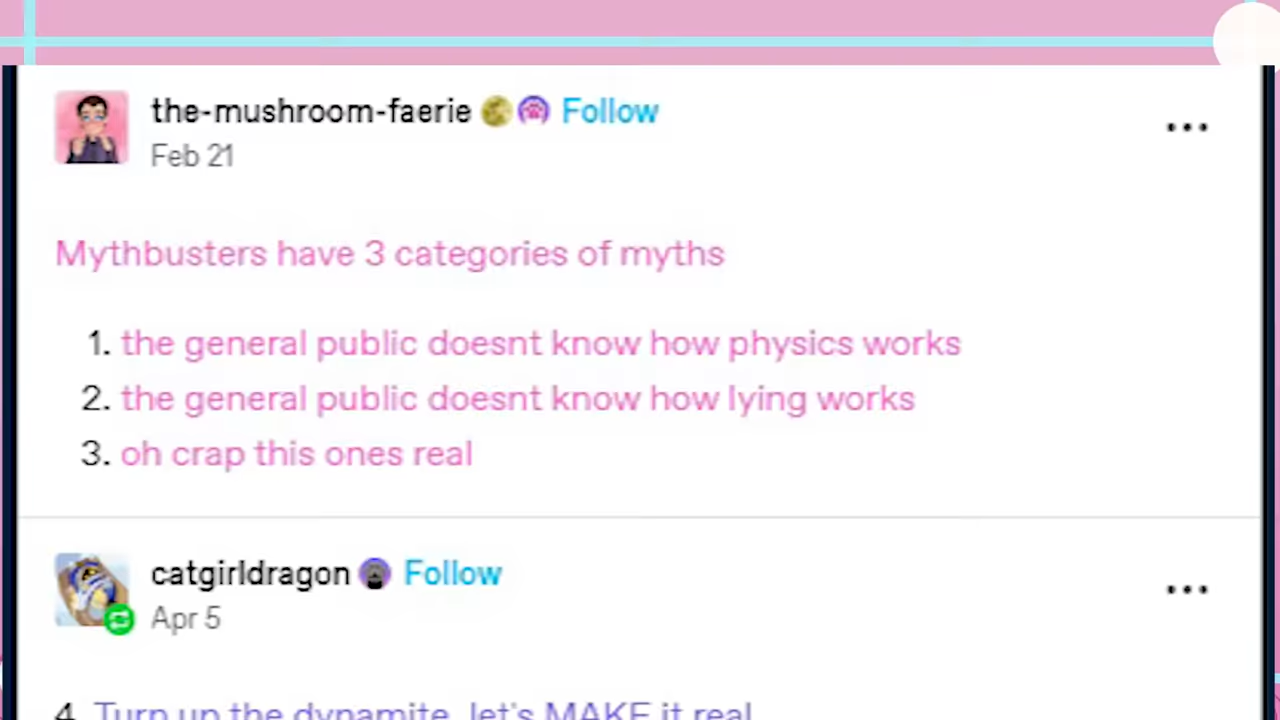 the-mushroom-faerie Follow
Feb 21
Mythbusters have 3 categories of myths
1. the general public doesnt know how physics works
2. the general public doesnt know how lying works
3. oh crap this ones real
catgirldragon Follow
Apr 5
4. Turn up the dynamite, let's MAKE it real